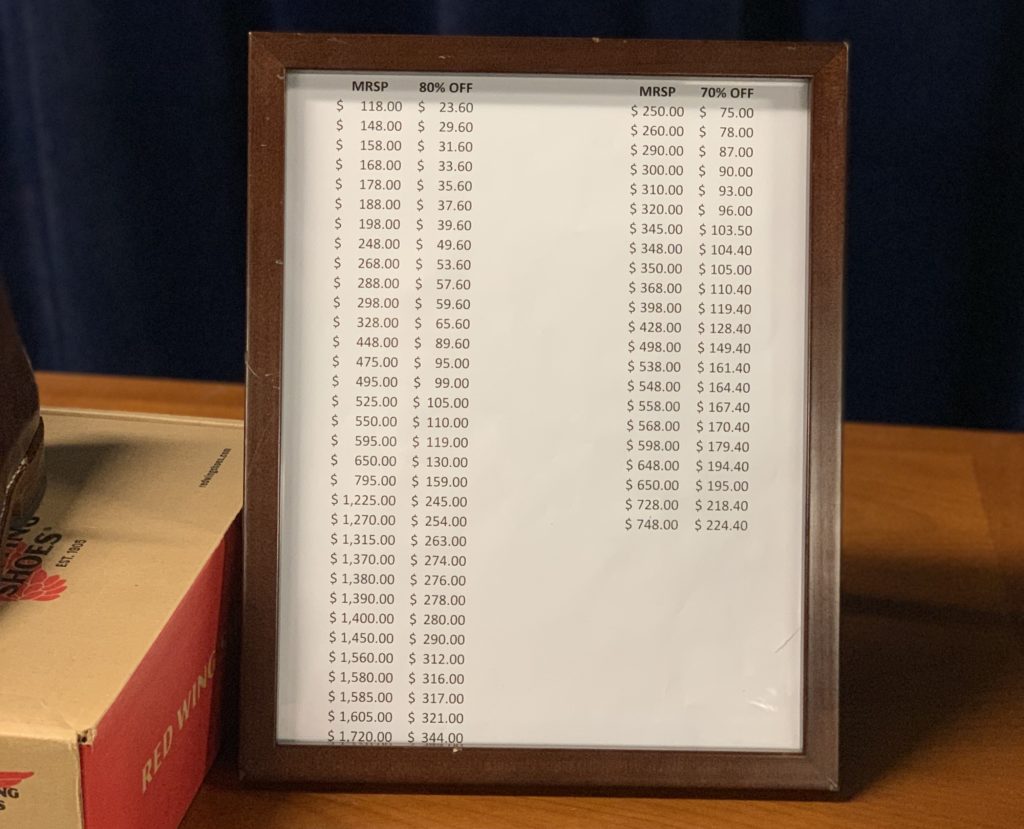 MRSP 80% OFF
$ 118.00 $ 23.60
$ 148.00 $ 29.60
$ 158.00 $ 31.60
$ 168.00 $ 33.60
$ 178.00 $ 35.60
$ 188.00 $ 37.60
$ 198.00 $ 39.60
$ 248.00 $ 49.60
$ 268.00 $ 53.60
$ 288.00 $ 57.60
$ 298.00 $ 59.60
$ 328.00 $ 65.60
$ 448.00 $ 89.60
$ 475.00 $ 95.00
$ 495.00 $ 99.00
$ 525.00 $ 105.00
$ 550.00 $ 110.00
$ 595.00 $ 119.00
$ 650.00 $ 130.00
$ 795.00 $ 159.00
$ 1,225.00 $ 245.00
$ 1,270.00 $ 254.00
$ 1,315.00 $ 263.00
$ 1,370.00 $ 274.00
$ 1,380.00 $ 276.00
$ 1,390.00 $ 278.00
$ 1,400.00 $ 280.00
$ 1,450.00 $ 290.00
$ 1,560.00 $ 312.00
$ 1,580.00 $ 316.00
$ 1,585.00 $ 317.00
$ 1,605.00 $ 321.00
$ 1,720.00 $ 344.00
MRSP 70% OFF
$ 250.00 $ 75.00
$ 260.00 $ 78.00
$ 290.00 $ 87.00
$ 300.00 $ 90.00
$ 310.00 $ 93.00
$ 320.00 $ 96.00
$ 345.00 $ 103.50
$ 348.00 $ 104.40
$ 350.00 $ 105.00
$ 368.00 $ 110.40
$ 398.00 $ 119.40
$ 428.00 $ 128.40
$ 498.00 $ 149.40
$ 538.00 $ 161.40
$ 548.00 $ 164.40
$ 558.00 $ 167.40
$ 568.00 $ 170.40
$ 598.00 $ 179.40
$ 648.00 $ 194.40
$ 650.00 $ 195.00
$ 728.00 $ 218.40
$ 748.00 $ 224.40
redwingshoes.com
SHOES
EST. 1905
RED WING
NG
S